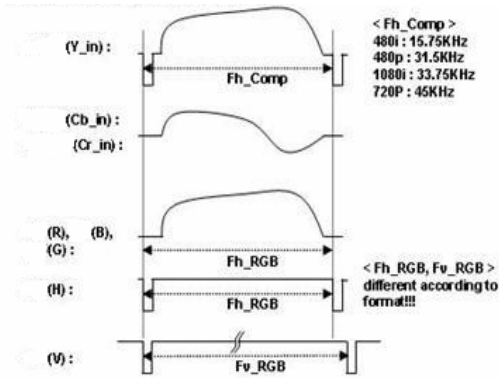 < Fh_Comp >
(Y_in) :
480i : 15.75KHz
480p : 31.5KHz
Fh_Comp
1080i : 33.75KHz
720P : 45KHz
(Cb_in) :
(Cr_in) :
(R), (B),
(G) :
Fh_RGB
< Fh_RGB, Fv_RGB >
(H) :
Fh_RGB
different according to
format!!!
(V) :
Fv_RGB